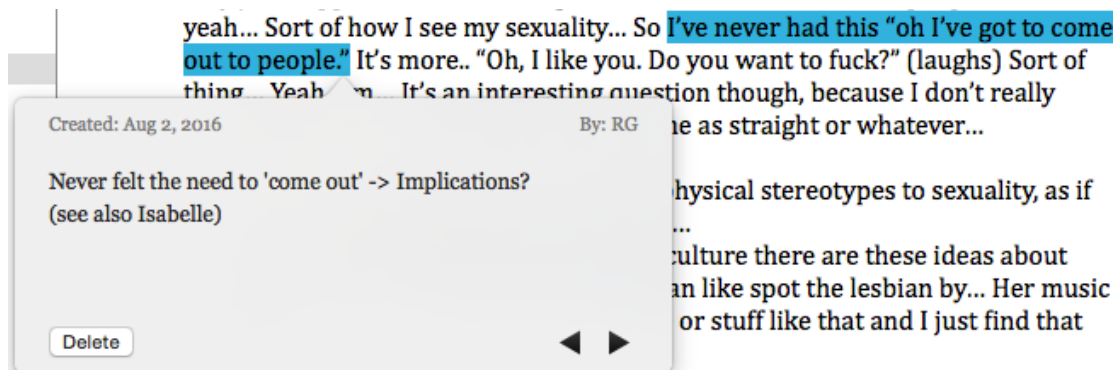 yeah... Sort of how I see my sexuality... So I've never had this “oh I've got to come
out to people.” It's more.. “Oh, I like you. Do you want to fuck?” (laughs) Sort of
thing... Yeah m... It's an interesting question though, because I don't really
Created: Aug 2, 2016 By: RG
e as straight or whatever...
Never felt the need to 'come out' -> Implications?
physical stereotypes to sexuality, as if
(see also Isabelle)
...
culture there are these ideas about
an like spot the lesbian by... Her music
or stuff like that and I just find that
Delete